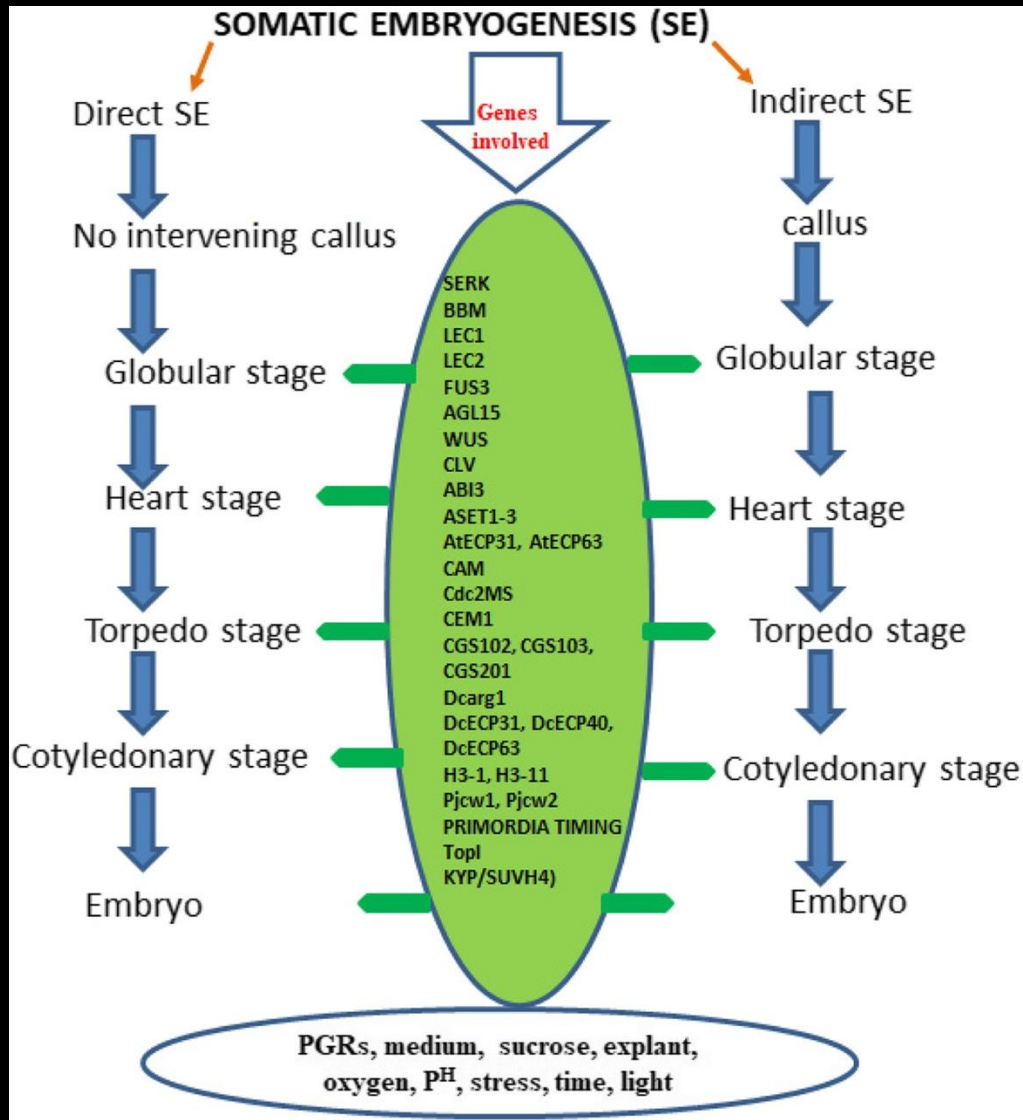 SOMATIC EMBRYOGENESIS (SE)
Direct SE
No intervening callus
Globular stage
Heart stage
Torpedo stage
Cotyledonary stage
Embryo
Genes
involved
SERK
BBM
LEC1
LEC2
FUS3
AGL15
WUS
CLV
ABI3
ASET1-3
AtECP31, AtECP63
CAM
Cdc2MS
CEM1
CGS102, CGS103,
CGS201
Dcarg1
DcECP31, DcECP40,
DcECP63
H3-1, H3-11
Pjcw1, Pjcw2
PRIMORDIA TIMING
TopI
KYP/SUVH4)
Indirect SE
callus
Globular stage
Heart stage
Torpedo stage
Cotyledonary stage
Embryo
PGRs, medium, sucrose, explant,
oxygen, P^H, stress, time, light